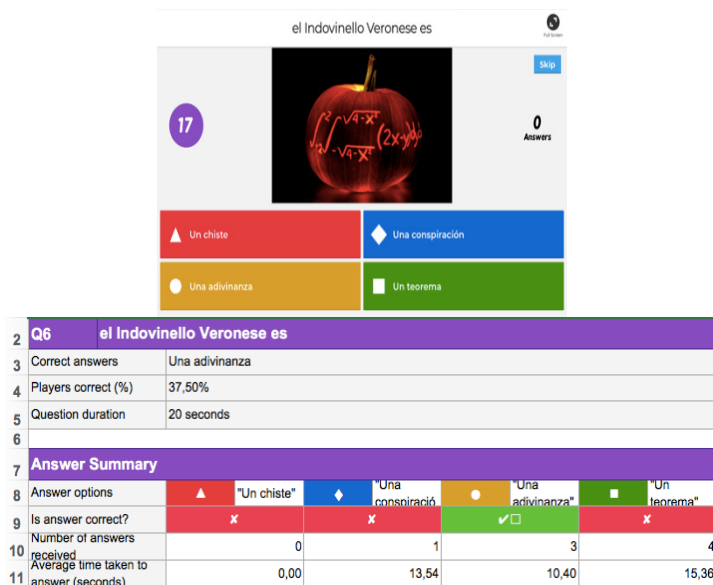 el Indovinello Veronese es
Full Screen
Skip
17
0
Answers
Un chiste
Una conspiración
Una adivinanza
Un teorema
2 Q6 el Indovinello Veronese es
3 Correct answers Una adivinanza
4 Players correct (%) 37,50%
5 Question duration 20 seconds
6
7 Answer Summary
8 Answer options "Un chiste" "Una conspiració "Una adivinanza" "Un teorema"
9 Is answer correct? ✘ ✘ ✔ ✘
10 Number of answers received 0 1 3 4
11 Average time taken to answer (seconds) 0,00 13,54 10,40 15,36